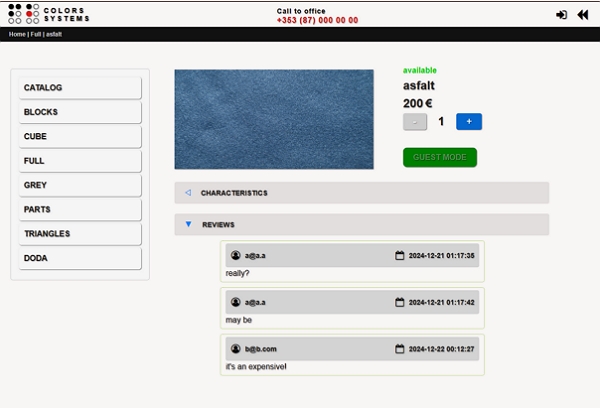 COLORS
SYSTEMS
Call to office
+353 (87) 000 00 00
Home | Full | asfalt
CATALOG
BLOCKS
CUBE
FULL
GREY
PARTS
TRIANGLES
DODA
available
asfalt
200 €
- 1 +
GUEST MODE
CHARACTERISTICS
REVIEWS
a@a.a 2024-12-21 01:17:35
really?
a@a.a 2024-12-21 01:17:42
may be
b@b.com 2024-12-22 00:12:27
it's an expensive!